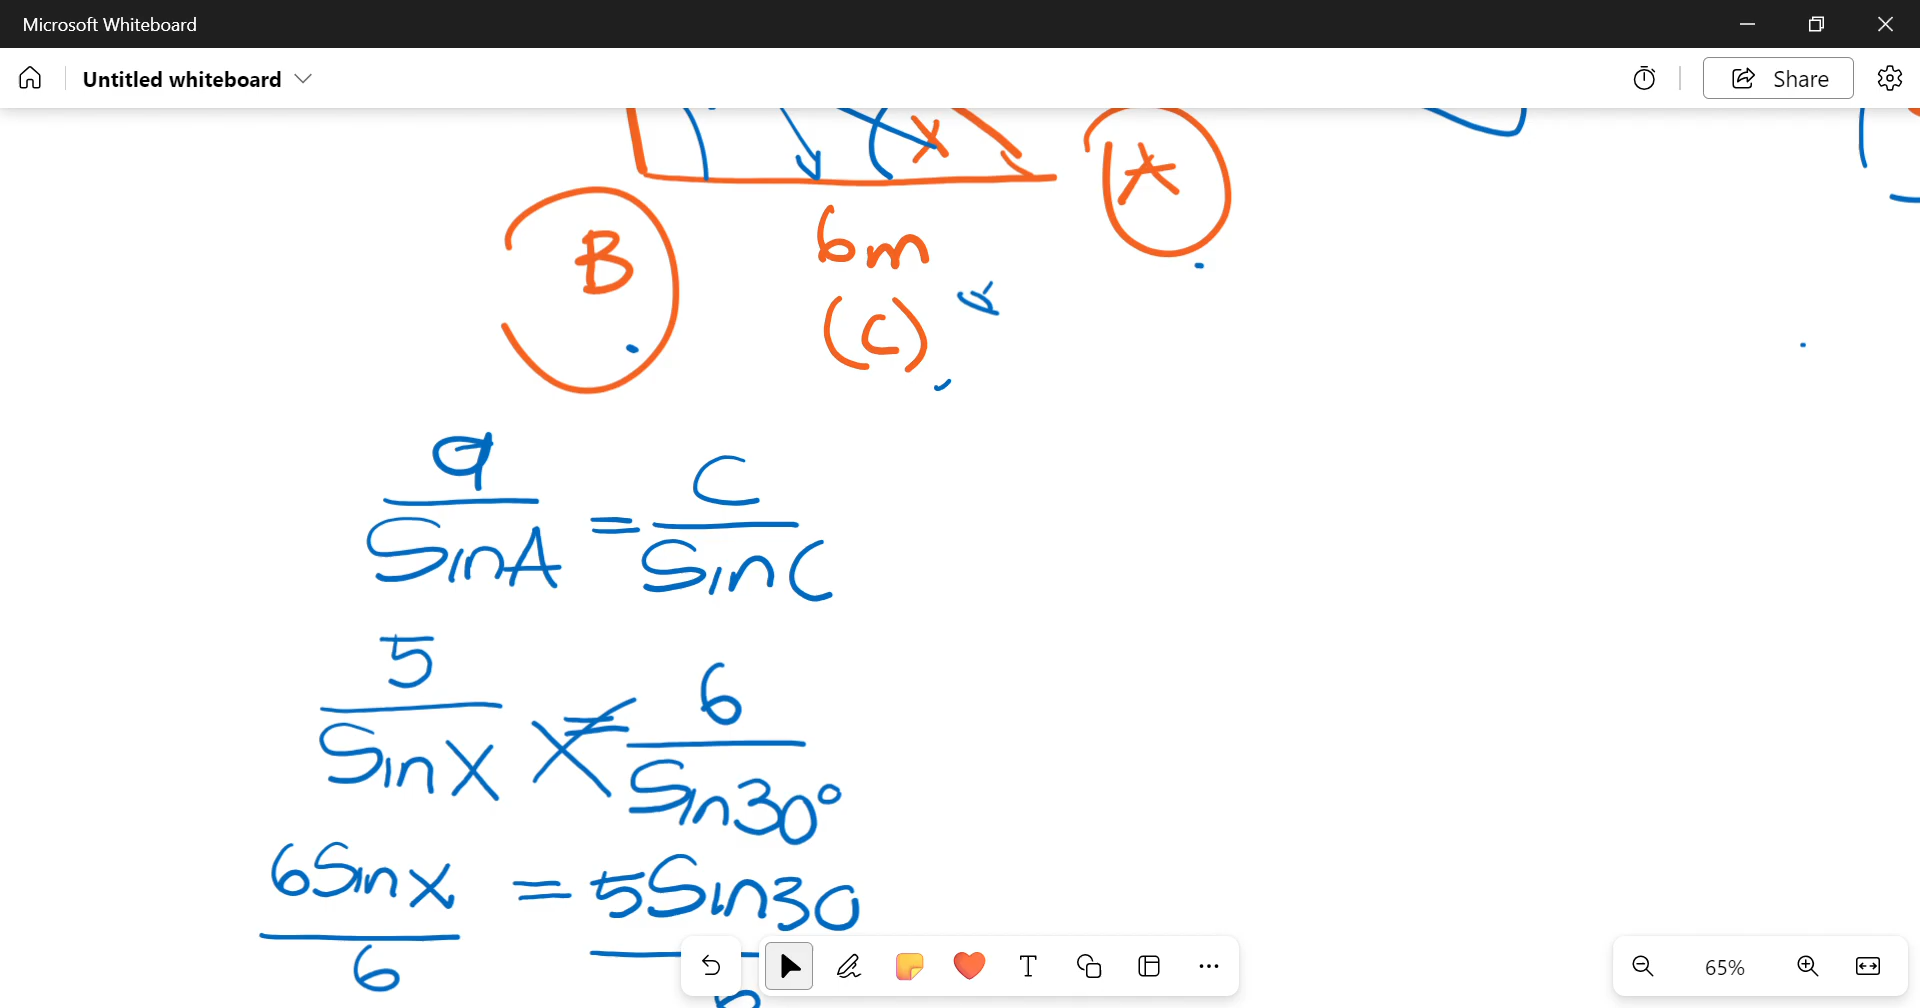 Microsoft Whiteboard
Untitled whiteboard
Share
x
A
B
6m
(c)
a
SinA
=
C
SinC
5
Sinx
=
6
Sin30°
6Sinx = 5Sin30
6
65%